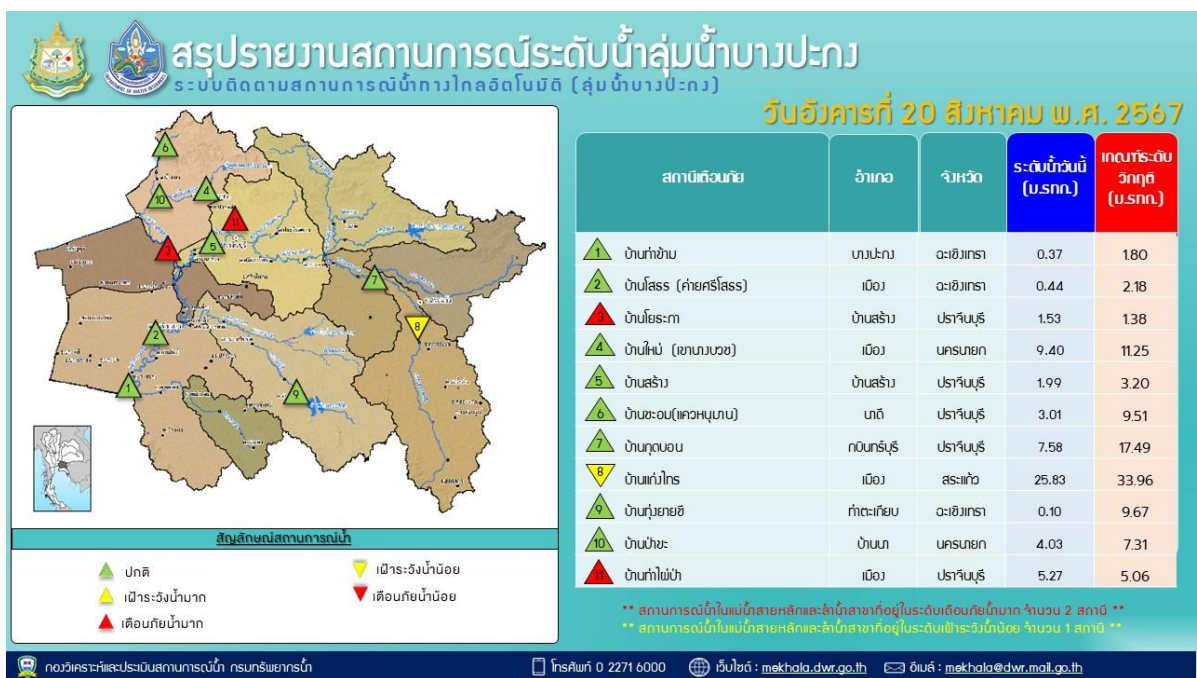 สรุปรายงานสถานการณ์ระดับน้ำลุ่มน้ำบางปะกง
ระบบติดตามสถานการณ์น้ำทางไกลอัตโนมัติ (ลุ่มน้ำบางปะกง)
วันอังคารที่ 20 สิงหาคม พ.ศ. 2567
สถานีเตือนภัย อำเภอ จังหวัด ระดับน้ำวันนี้ (ม.รทก.) เกณฑ์ระดับวิกฤติ (ม.รทก.)
1 บ้านท่าข้าม บางปะกง ฉะเชิงเทรา 0.37 1.80
2 บ้านโสธร (ค่ายศรีโสธร) เมือง ฉะเชิงเทรา 0.44 2.18
3 บ้านโยธะกา บ้านสร้าง ปราจีนบุรี 1.53 1.38
4 บ้านใหม่ (เขานางบวช) เมือง นครนายก 9.40 11.25
5 บ้านสร้าง บ้านสร้าง ปราจีนบุรี 1.99 3.20
6 บ้านชะอม(แควหนุมาน) นาดี ปราจีนบุรี 3.01 9.51
7 บ้านกุดบอน กบินทร์บุรี ปราจีนบุรี 7.58 17.49
8 บ้านแก่งไทร เมือง สระแก้ว 25.83 33.96
9 บ้านทุ่งยายชี ท่าตะเกียบ ฉะเชิงเทรา 0.10 9.67
10 บ้านป่าขะ บ้านนา นครนายก 4.03 7.31
11 บ้านท่าไผ่ป่า เมือง ปราจีนบุรี 5.27 5.06
** สถานการณ์น้ำในแม่น้ำสายหลักและลำน้ำสาขาที่อยู่ในระดับเตือนภัยน้ำมาก จำนวน 2 สถานี **
** สถานการณ์น้ำในแม่น้ำสายหลักและลำน้ำสาขาที่อยู่ในระดับเฝ้าระวังน้ำน้อย จำนวน 1 สถานี **
6
10
4
11
5
3
7
8
2
1
9
สัญลักษณ์สถานการณ์น้ำ
ปกติ
เฝ้าระวังน้ำมาก
เตือนภัยน้ำมาก
เฝ้าระวังน้ำน้อย
เตือนภัยน้ำน้อย
กองวิเคราะห์และประเมินสถานการณ์น้ำ กรมทรัพยากรน้ำ
โทรศัพท์ 0 2271 6000
เว็บไซต์ : mekhala.dwr.go.th
อีเมล์ : mekhala@dwr.mail.go.th